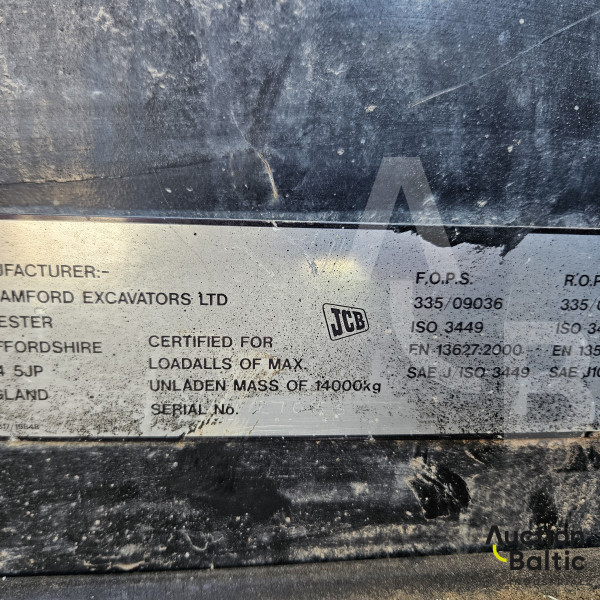 UFACTURER:-
AMFORD EXCAVATORS LTD
ESTER
FFORDSHIRE
4 5JP
GLAND
CERTIFIED FOR
LOADALLS OF MAX.
UNLADEN MASS OF 14000kg
SERIAL No.
JCB
F.O.P.S.
335/09036
ISO 3449
EN 13627:2000
SAE J / ISO 3449
R.O.P
335/
ISO 34
EN 135
SAE J10
Auction
Baltic